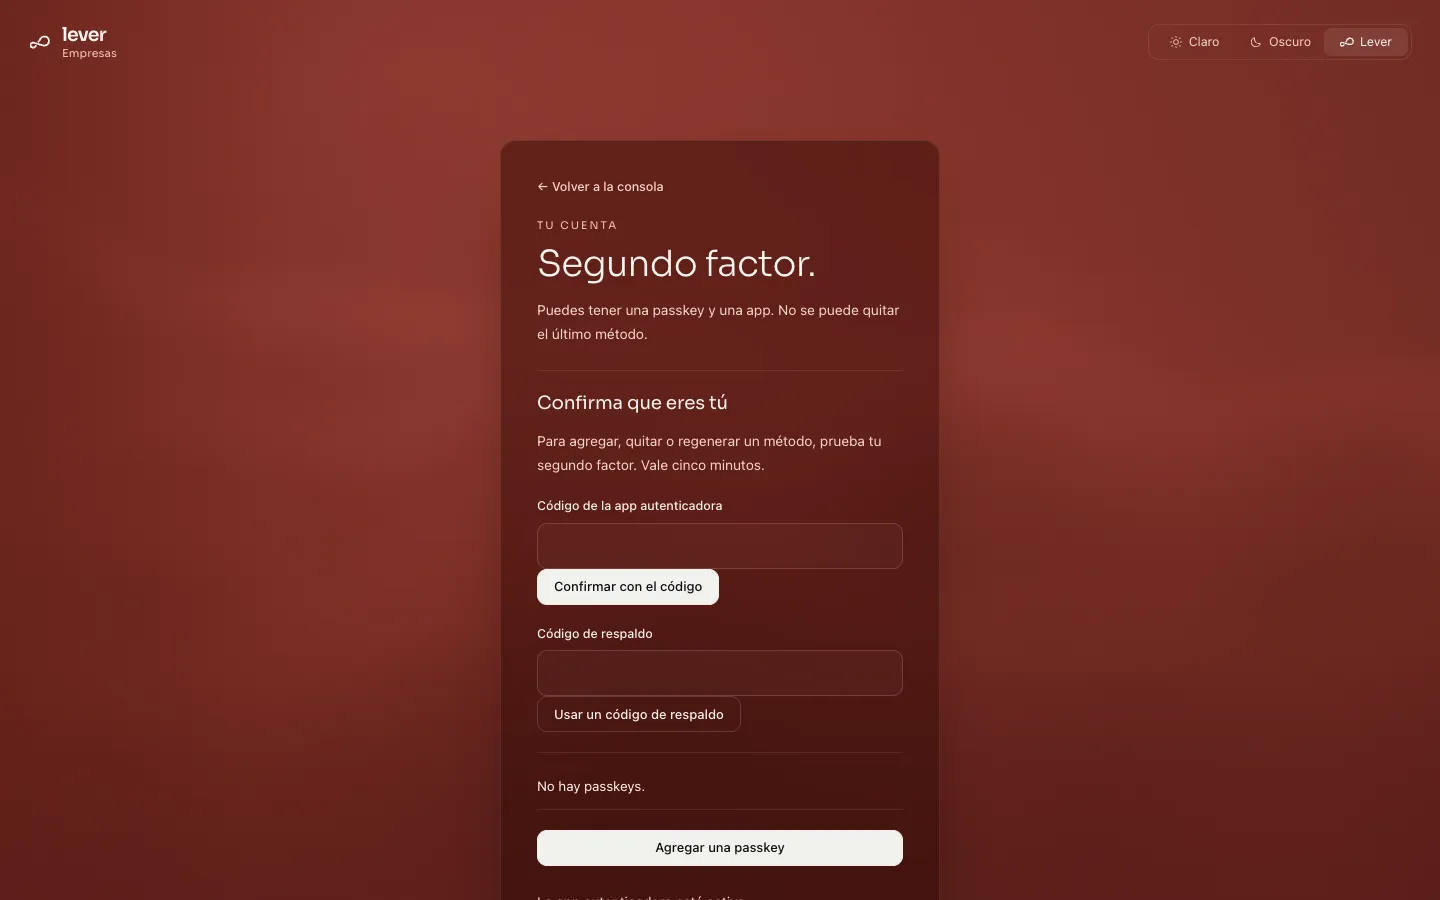 lever
Empresas
Claro
Oscuro
Lever
← Volver a la consola
TU CUENTA
Segundo factor.
Puedes tener una passkey y una app. No se puede quitar
el último método.
Confirma que eres tú
Para agregar, quitar o regenerar un método, prueba tu
segundo factor. Vale cinco minutos.
Código de la app autenticadora
Confirmar con el código
Código de respaldo
Usar un código de respaldo
No hay passkeys.
Agregar una passkey